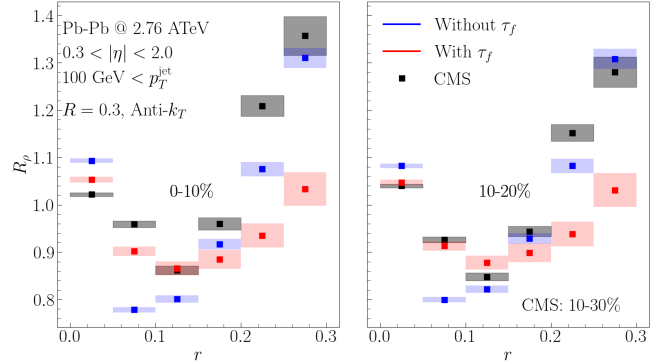 Pb-Pb @ 2.76 ATeV
0.3 < |η| < 2.0
100 GeV < p_T^jet
R = 0.3, Anti-k_T
0-10%
R_ρ
1.4
1.3
1.2
1.1
1.0
0.9
0.8
0.0 0.1 0.2 0.3
r
Without τ_f
With τ_f
CMS
10-20%
CMS: 10-30%
0.0 0.1 0.2 0.3
r